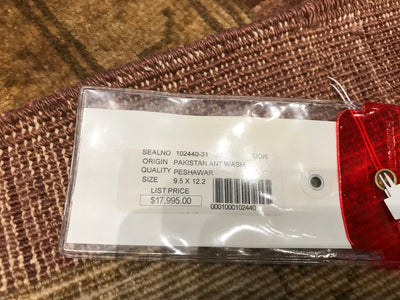 SEALNO 102440-31
ORIGIN PAKISTAN ANT WASH
QUALITY PESHAWAR
SIZE 9.5 X 12.2
LIST PRICE
$17,995.00
0001000102440